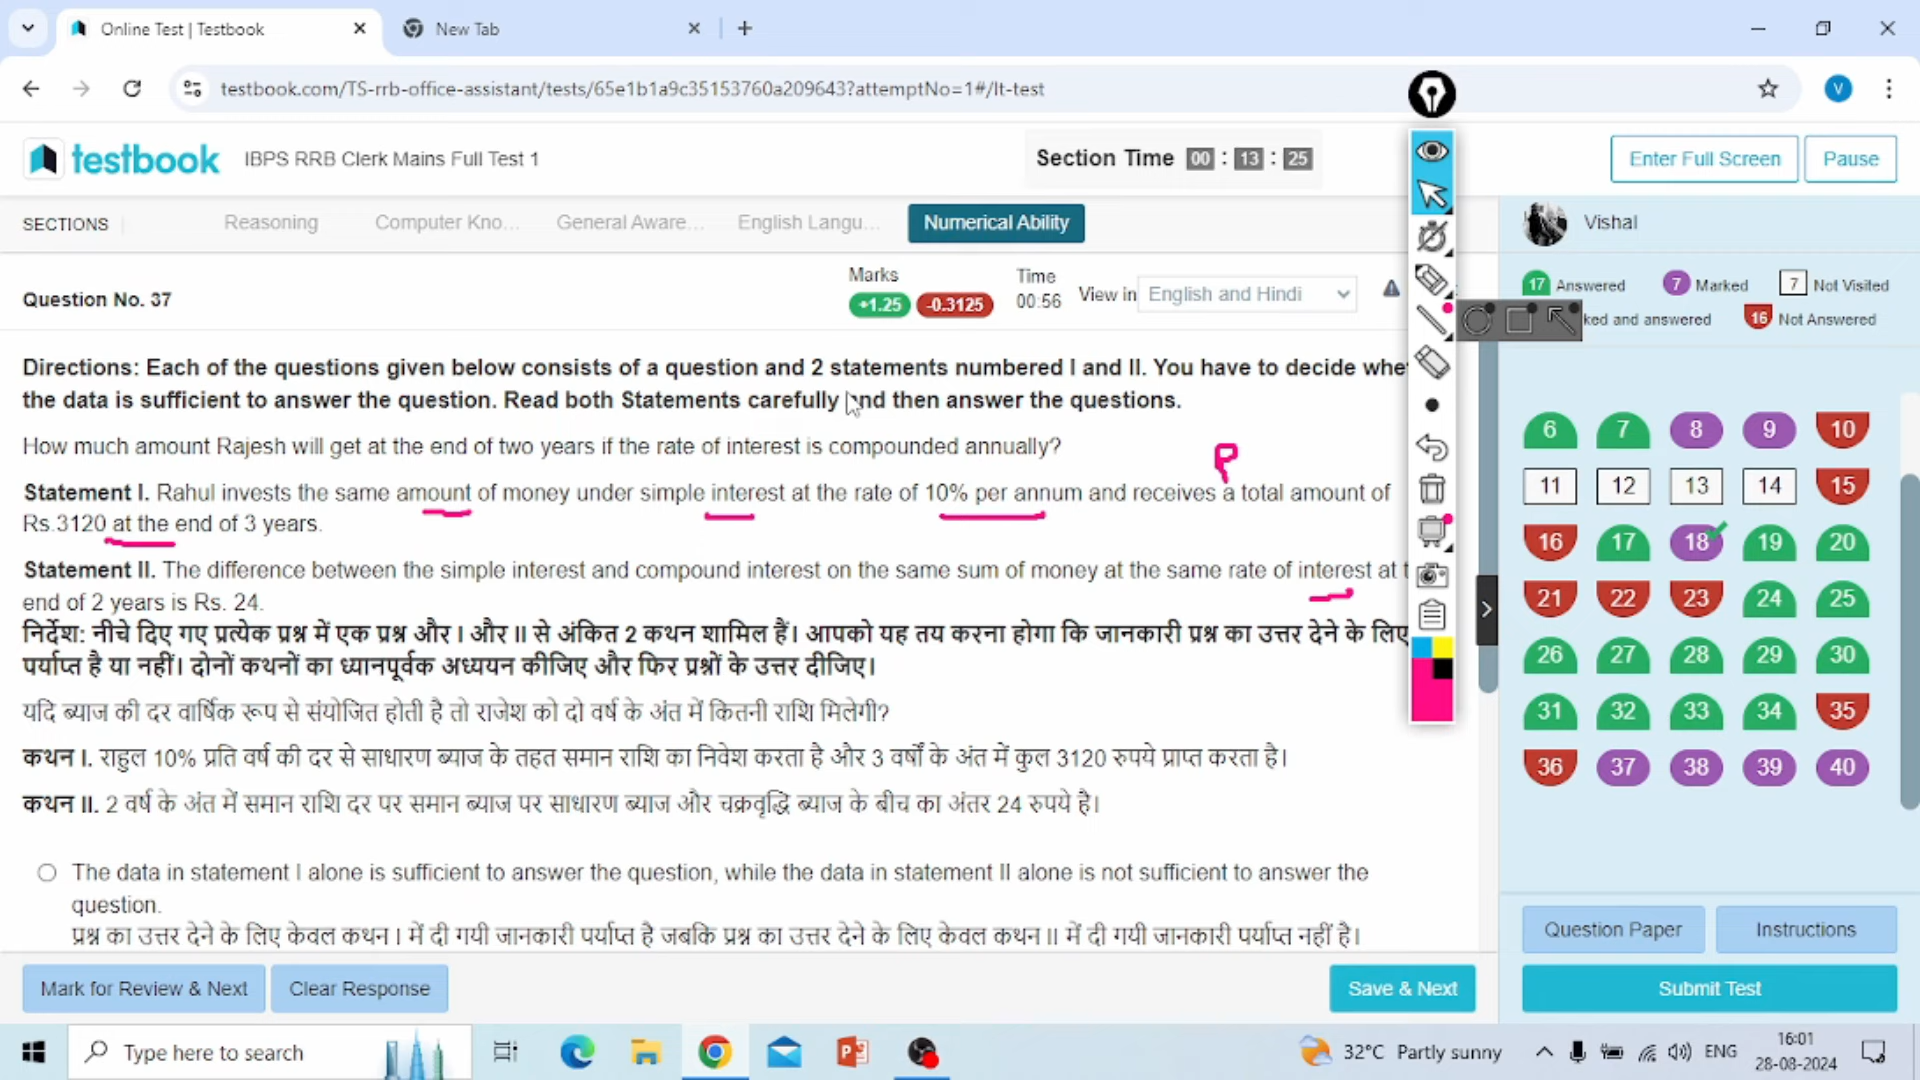 Online Test | Testbook
New Tab
testbook.com/TS-rrb-office-assistant/tests/65e1b1a9c35153760a209643?attemptNo=1#/lt-test
V
testbook
IBPS RRB Clerk Mains Full Test 1
Section Time 00 : 13 : 25
Enter Full Screen
Pause
SECTIONS
Reasoning
Computer Kno...
General Aware...
English Langu...
Numerical Ability
Vishal
Question No. 37
Marks
+1.25 -0.3125
Time
00:56
View in
English and Hindi
17 Answered
7 Marked
7 Not Visited
ked and answered
16 Not Answered
Directions: Each of the questions given below consists of a question and 2 statements numbered I and II. You have to decide whe
the data is sufficient to answer the question. Read both Statements carefully and then answer the questions.
How much amount Rajesh will get at the end of two years if the rate of interest is compounded annually?
P
Statement I. Rahul invests the same amount of money under simple interest at the rate of 10% per annum and receives a total amount of
Rs.3120 at the end of 3 years.
Statement II. The difference between the simple interest and compound interest on the same sum of money at the same rate of interest at t
end of 2 years is Rs. 24.
निर्देश: नीचे दिए गए प्रत्येक प्रश्न में एक प्रश्न और I और II से अंकित 2 कथन शामिल हैं। आपको यह तय करना होगा कि जानकारी प्रश्न का उत्तर देने के लिए
पर्याप्त है या नहीं। दोनों कथनों का ध्यानपूर्वक अध्ययन कीजिए और फिर प्रश्नों के उत्तर दीजिए।
यदि ब्याज की दर वार्षिक रूप से संयोजित होती है तो राजेश को दो वर्ष के अंत में कितनी राशि मिलेगी?
कथन I. राहुल 10% प्रति वर्ष की दर से साधारण ब्याज के तहत समान राशि का निवेश करता है और 3 वर्षों के अंत में कुल 3120 रुपये प्राप्त करता है।
कथन II. 2 वर्ष के अंत में समान राशि दर पर समान ब्याज पर साधारण ब्याज और चक्रवृद्धि ब्याज के बीच का अंतर 24 रुपये है।
The data in statement I alone is sufficient to answer the question, while the data in statement II alone is not sufficient to answer the
question.
प्रश्न का उत्तर देने के लिए केवल कथन I में दी गयी जानकारी पर्याप्त है जबकि प्रश्न का उत्तर देने के लिए केवल कथन II में दी गयी जानकारी पर्याप्त नहीं है।
6 7 8 9 10
11 12 13 14 15
16 17 18 19 20
21 22 23 24 25
26 27 28 29 30
31 32 33 34 35
36 37 38 39 40
Question Paper
Instructions
Mark for Review & Next
Clear Response
Save & Next
Submit Test
Type here to search
32°C Partly sunny
ENG
16:01
28-08-2024